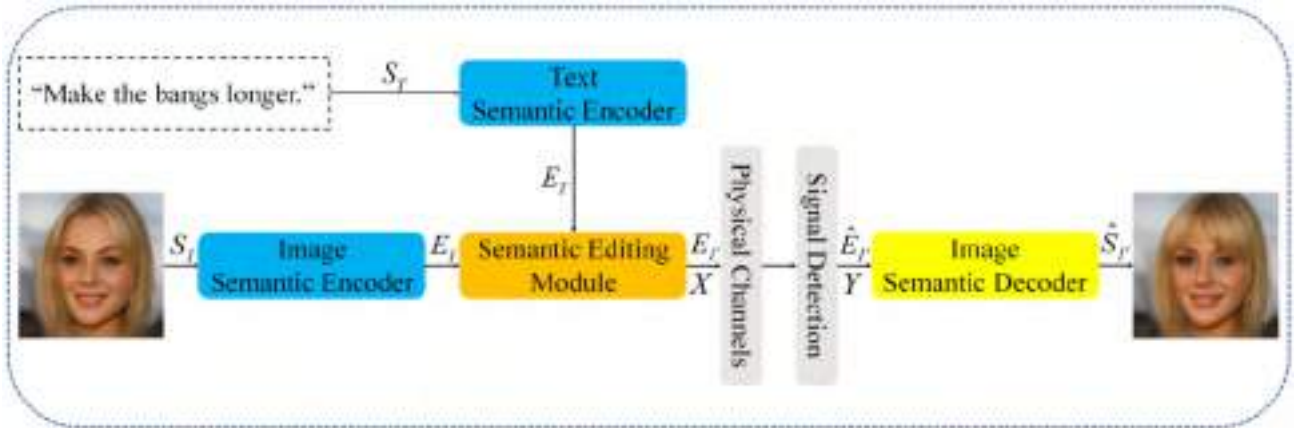 "Make the bangs longer."
S_T
Text
Semantic Encoder
E_T
S_I
Image
Semantic Encoder
E_I
Semantic Editing
Module
E_I'
X
Physical Channels
Signal Detection
Ê_I'
Y
Image
Semantic Decoder
Ŝ_I'